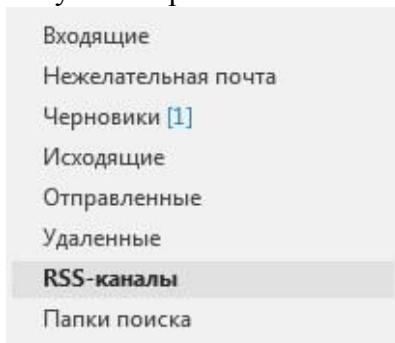 Входящие
Нежелательная почта
Черновики [1]
Исходящие
Отправленные
Удаленные
RSS-каналы
Папки поиска